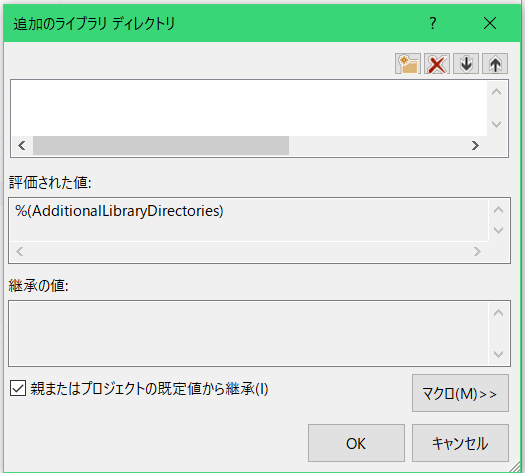 追加のライブラリ ディレクトリ
評価された値:
%(AdditionalLibraryDirectories)
継承の値:
親またはプロジェクトの既定値から継承(I)
マクロ(M)>>
OK
キャンセル